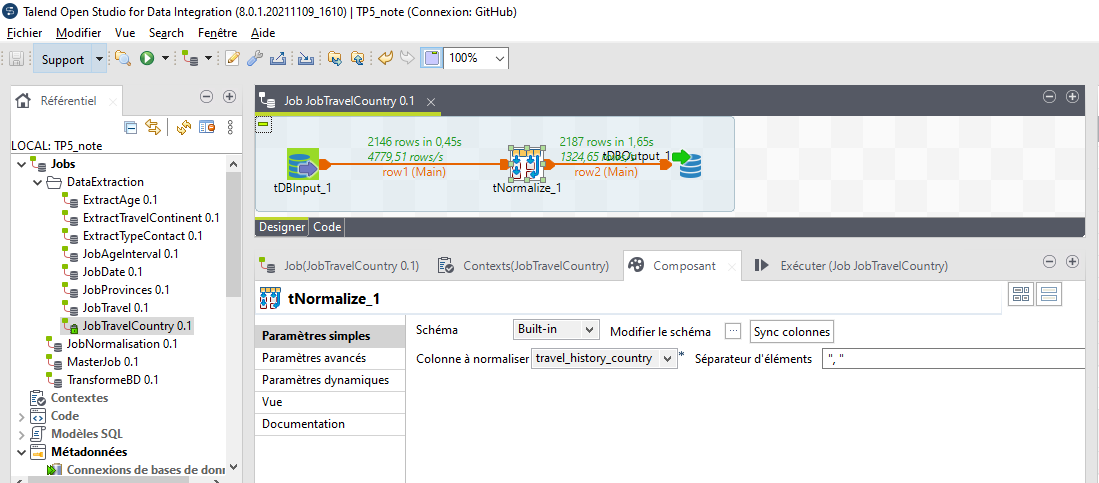 Talend Open Studio for Data Integration (8.0.1.20211109_1610) | TP5_note (Connexion: GitHub)
Fichier Modifier Vue Search Fenêtre Aide
Support 100%
Référentiel
LOCAL: TP5_note
Jobs
DataExtraction
ExtractAge 0.1
ExtractTravelContinent 0.1
ExtractTypeContact 0.1
JobAgeInterval 0.1
JobDate 0.1
JobProvinces 0.1
JobTravel 0.1
JobTravelCountry 0.1
JobNormalisation 0.1
MasterJob 0.1
TransformeBD 0.1
Contextes
Code
Modèles SQL
Métadonnées
Connexions de bases de donn
Job JobTravelCountry 0.1
2146 rows in 0,45s
4779,51 rows/s
row1 (Main)
2187 rows in 1,65s
1324,65 rows/s
row2 (Main)
tDBInput_1
tNormalize_1
tDBOutput_1
Designer Code
Job(JobTravelCountry 0.1) Contexts(JobTravelCountry) Composant Exécuter (Job JobTravelCountry)
tNormalize_1
Paramètres simples
Paramètres avancés
Paramètres dynamiques
Vue
Documentation
Schéma Built-in Modifier le schéma ... Sync colonnes
Colonne à normaliser travel_history_country * Séparateur d'éléments ", "